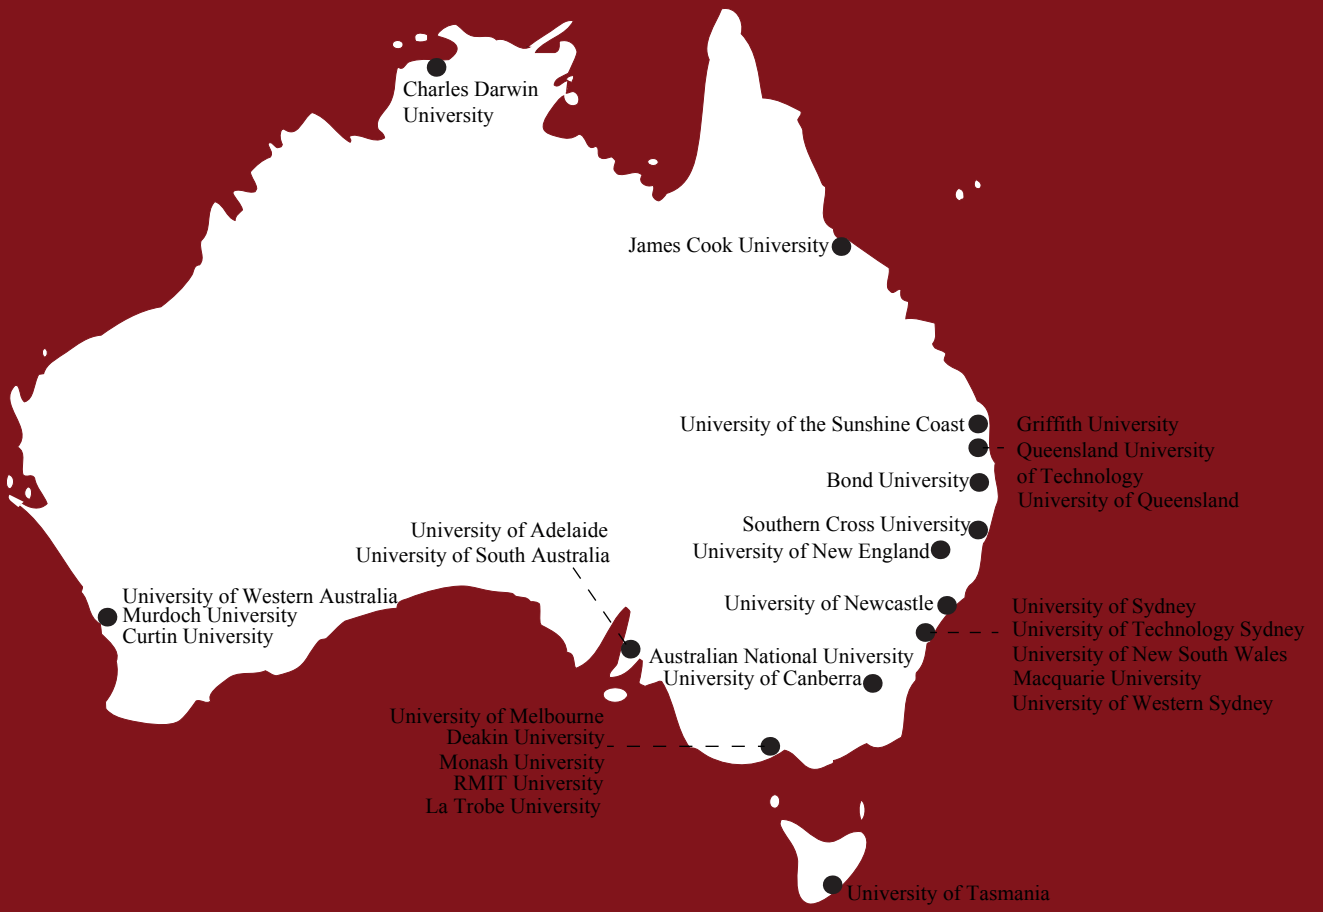 Charles Darwin
University
James Cook University
University of the Sunshine Coast
Griffith University
Queensland University
of Technology
University of Queensland
Bond University
Southern Cross University
University of New England
University of Adelaide
University of South Australia
University of Western Australia
Murdoch University
Curtin University
University of Newcastle
University of Sydney
University of Technology Sydney
University of New South Wales
Macquarie University
University of Western Sydney
Australian National University
University of Canberra
University of Melbourne
Deakin University
Monash University
RMIT University
La Trobe University
University of Tasmania